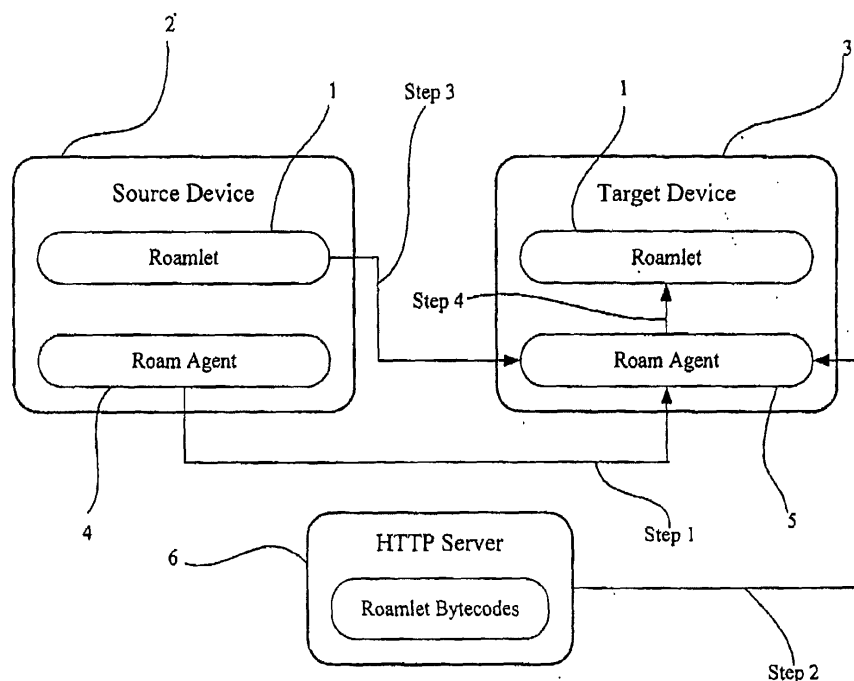 2
3
1
Step 3
1
Source Device
Target Device
Roamlet
Roamlet
Step 4
Roam Agent
Roam Agent
4
Step 1
5
6
HTTP Server
Roamlet Bytecodes
Step 2